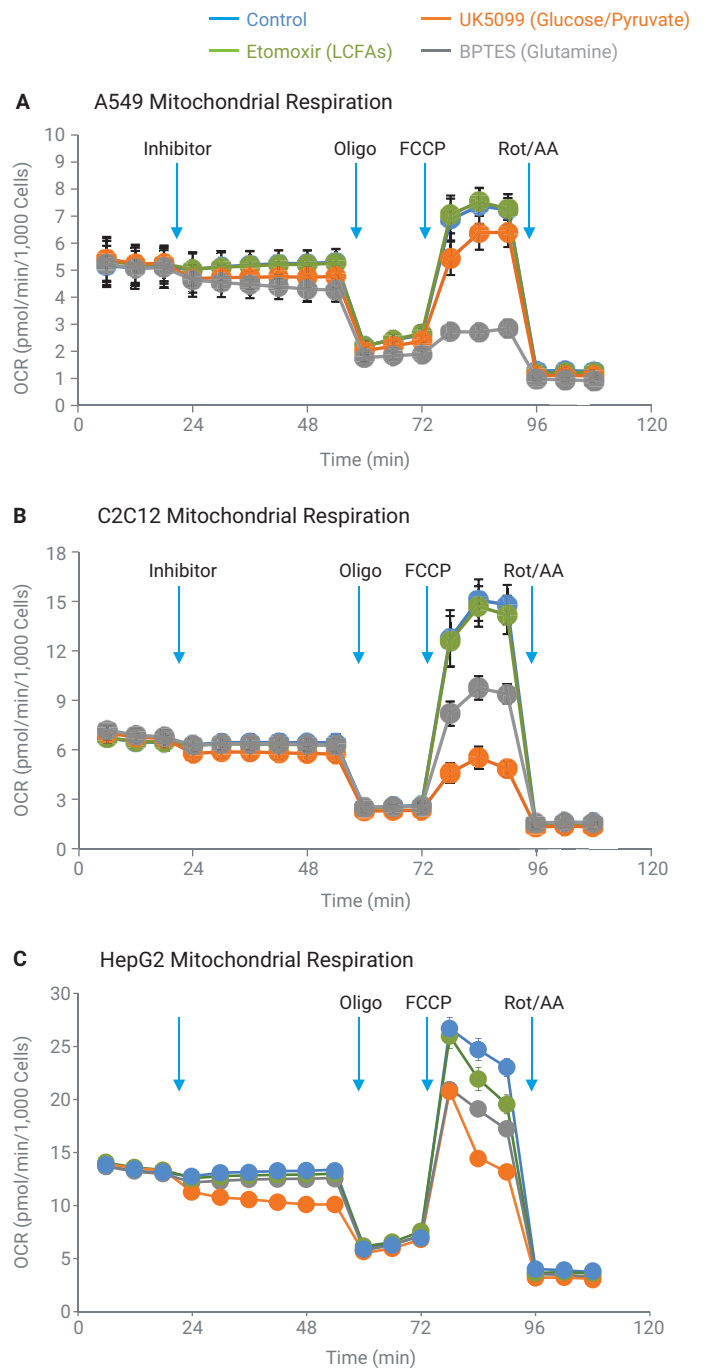 Control
UK5099 (Glucose/Pyruvate)
Etomoxir (LCFAs)
BPTES (Glutamine)
A
A549 Mitochondrial Respiration
Inhibitor
Oligo
FCCP
Rot/AA
OCR (pmol/min/1,000 Cells)
10
9
8
7
6
5
4
3
2
1
0
0
24
48
72
96
120
Time (min)
B
C2C12 Mitochondrial Respiration
Inhibitor
Oligo
FCCP
Rot/AA
OCR (pmol/min/1,000 Cells)
18
15
12
9
6
3
0
0
24
48
72
96
120
Time (min)
C
HepG2 Mitochondrial Respiration
Oligo
FCCP
Rot/AA
OCR (pmol/min/1,000 Cells)
30
25
20
15
10
5
0
0
24
48
72
96
120
Time (min)